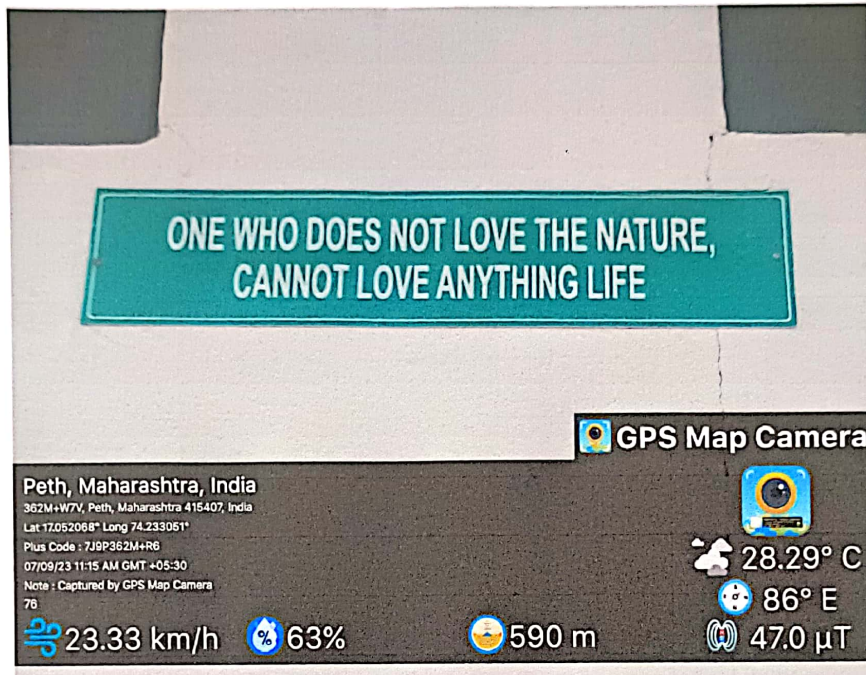 ONE WHO DOES NOT LOVE THE NATURE,
CANNOT LOVE ANYTHING LIFE
GPS Map Camera
Peth, Maharashtra, India
362M+W7V, Peth, Maharashtra 415407, India
Lat 17.052068° Long 74.233051°
Plus Code : 7J9P362M+R6
07/09/23 11:15 AM GMT +05:30
Note : Captured by GPS Map Camera
76
28.29° C
86° E
23.33 km/h
63%
590 m
47.0 µT